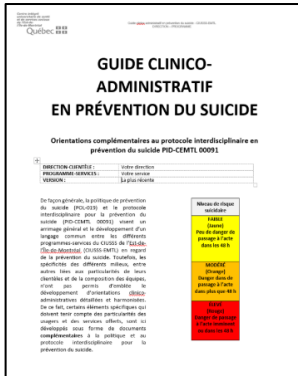 Québec
GUIDE CLINICO-
ADMINISTRATIF
EN PRÉVENTION DU SUICIDE
Orientations complémentaires au protocole interdisciplinaire en
prévention du suicide PID-CEMTL 00091
DIRECTION-CLIENTÈLE : Votre direction
PROGRAMME-SERVICES : Votre service
VERSION : La plus récente
De façon générale, la politique de prévention
du suicide (POL-023) et le protocole
interdisciplinaire pour la prévention du
suicide (PID-CEMTL 00091) visent un
arrimage général et le développement d'un
langage commun entre les différents
programmes-services du CIUSSS de l'Est-de-
l'Île-de-Montréal (CIUSSS-EMTL) en regard
de la prévention du suicide. Toutefois, les
spécificités des différents milieux, entre
autres liées aux particularités de leurs
clientèles et de la composition des équipes,
n'ont pas permis d'emblée le
développement d'orientations clinico-
administratives détaillées et harmonisées.
De ce fait, certains éléments spécifiques qui
doivent tenir compte des particularités des
usagers et des services offerts, sont ici
développés sous forme de documents
complémentaires à la politique et au
protocole interdisciplinaire pour la
prévention du suicide.
Niveau de risque
suicidaire
FAIBLE
(Jaune)
Peu de danger de
passage à l'acte
dans les 48 h
MODÉRÉ
(Orange)
Danger dans de
passage à l'acte
dans plus que 48 h
ÉLEVÉ
(Rouge)
Danger de passage
à l'acte imminent
ou dans les 48 h